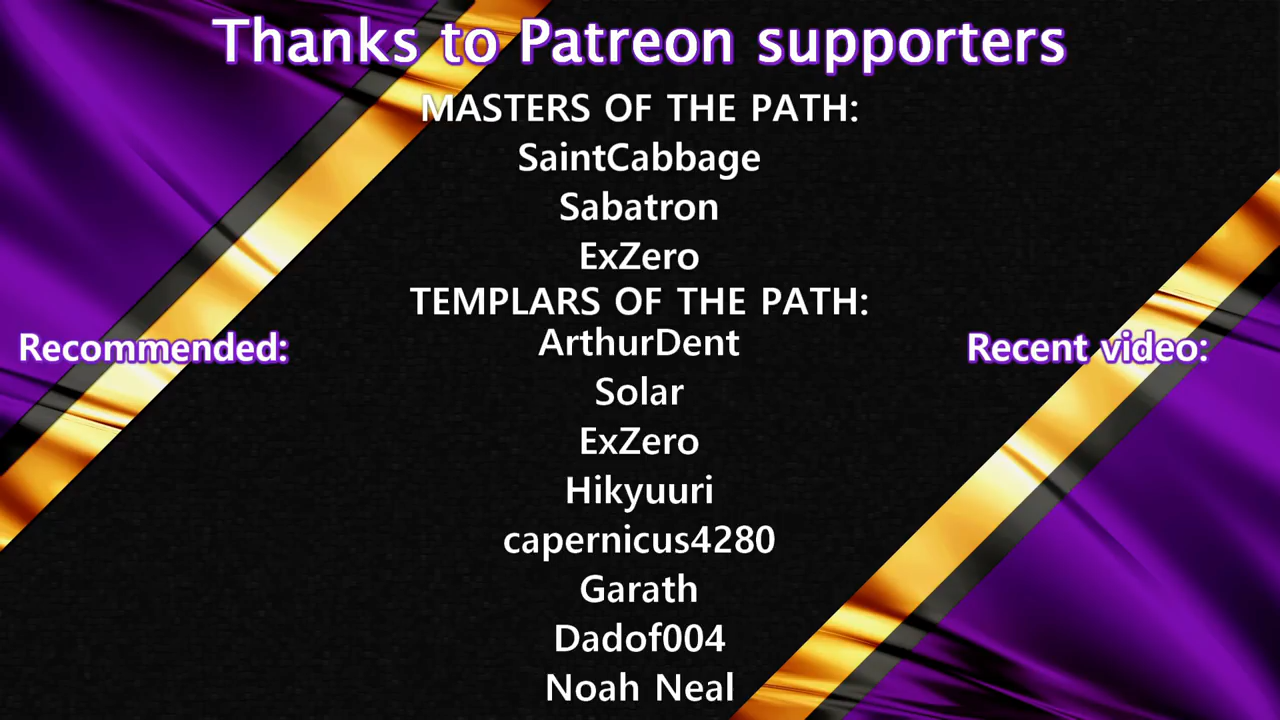 Thanks to Patreon supporters
MASTERS OF THE PATH:
SaintCabbage
Sabatron
ExZero
TEMPLARS OF THE PATH:
ArthurDent
Recommended:
Recent video:
Solar
ExZero
Hikyuuri
capernicus4280
Garath
Dadof004
Noah Neal